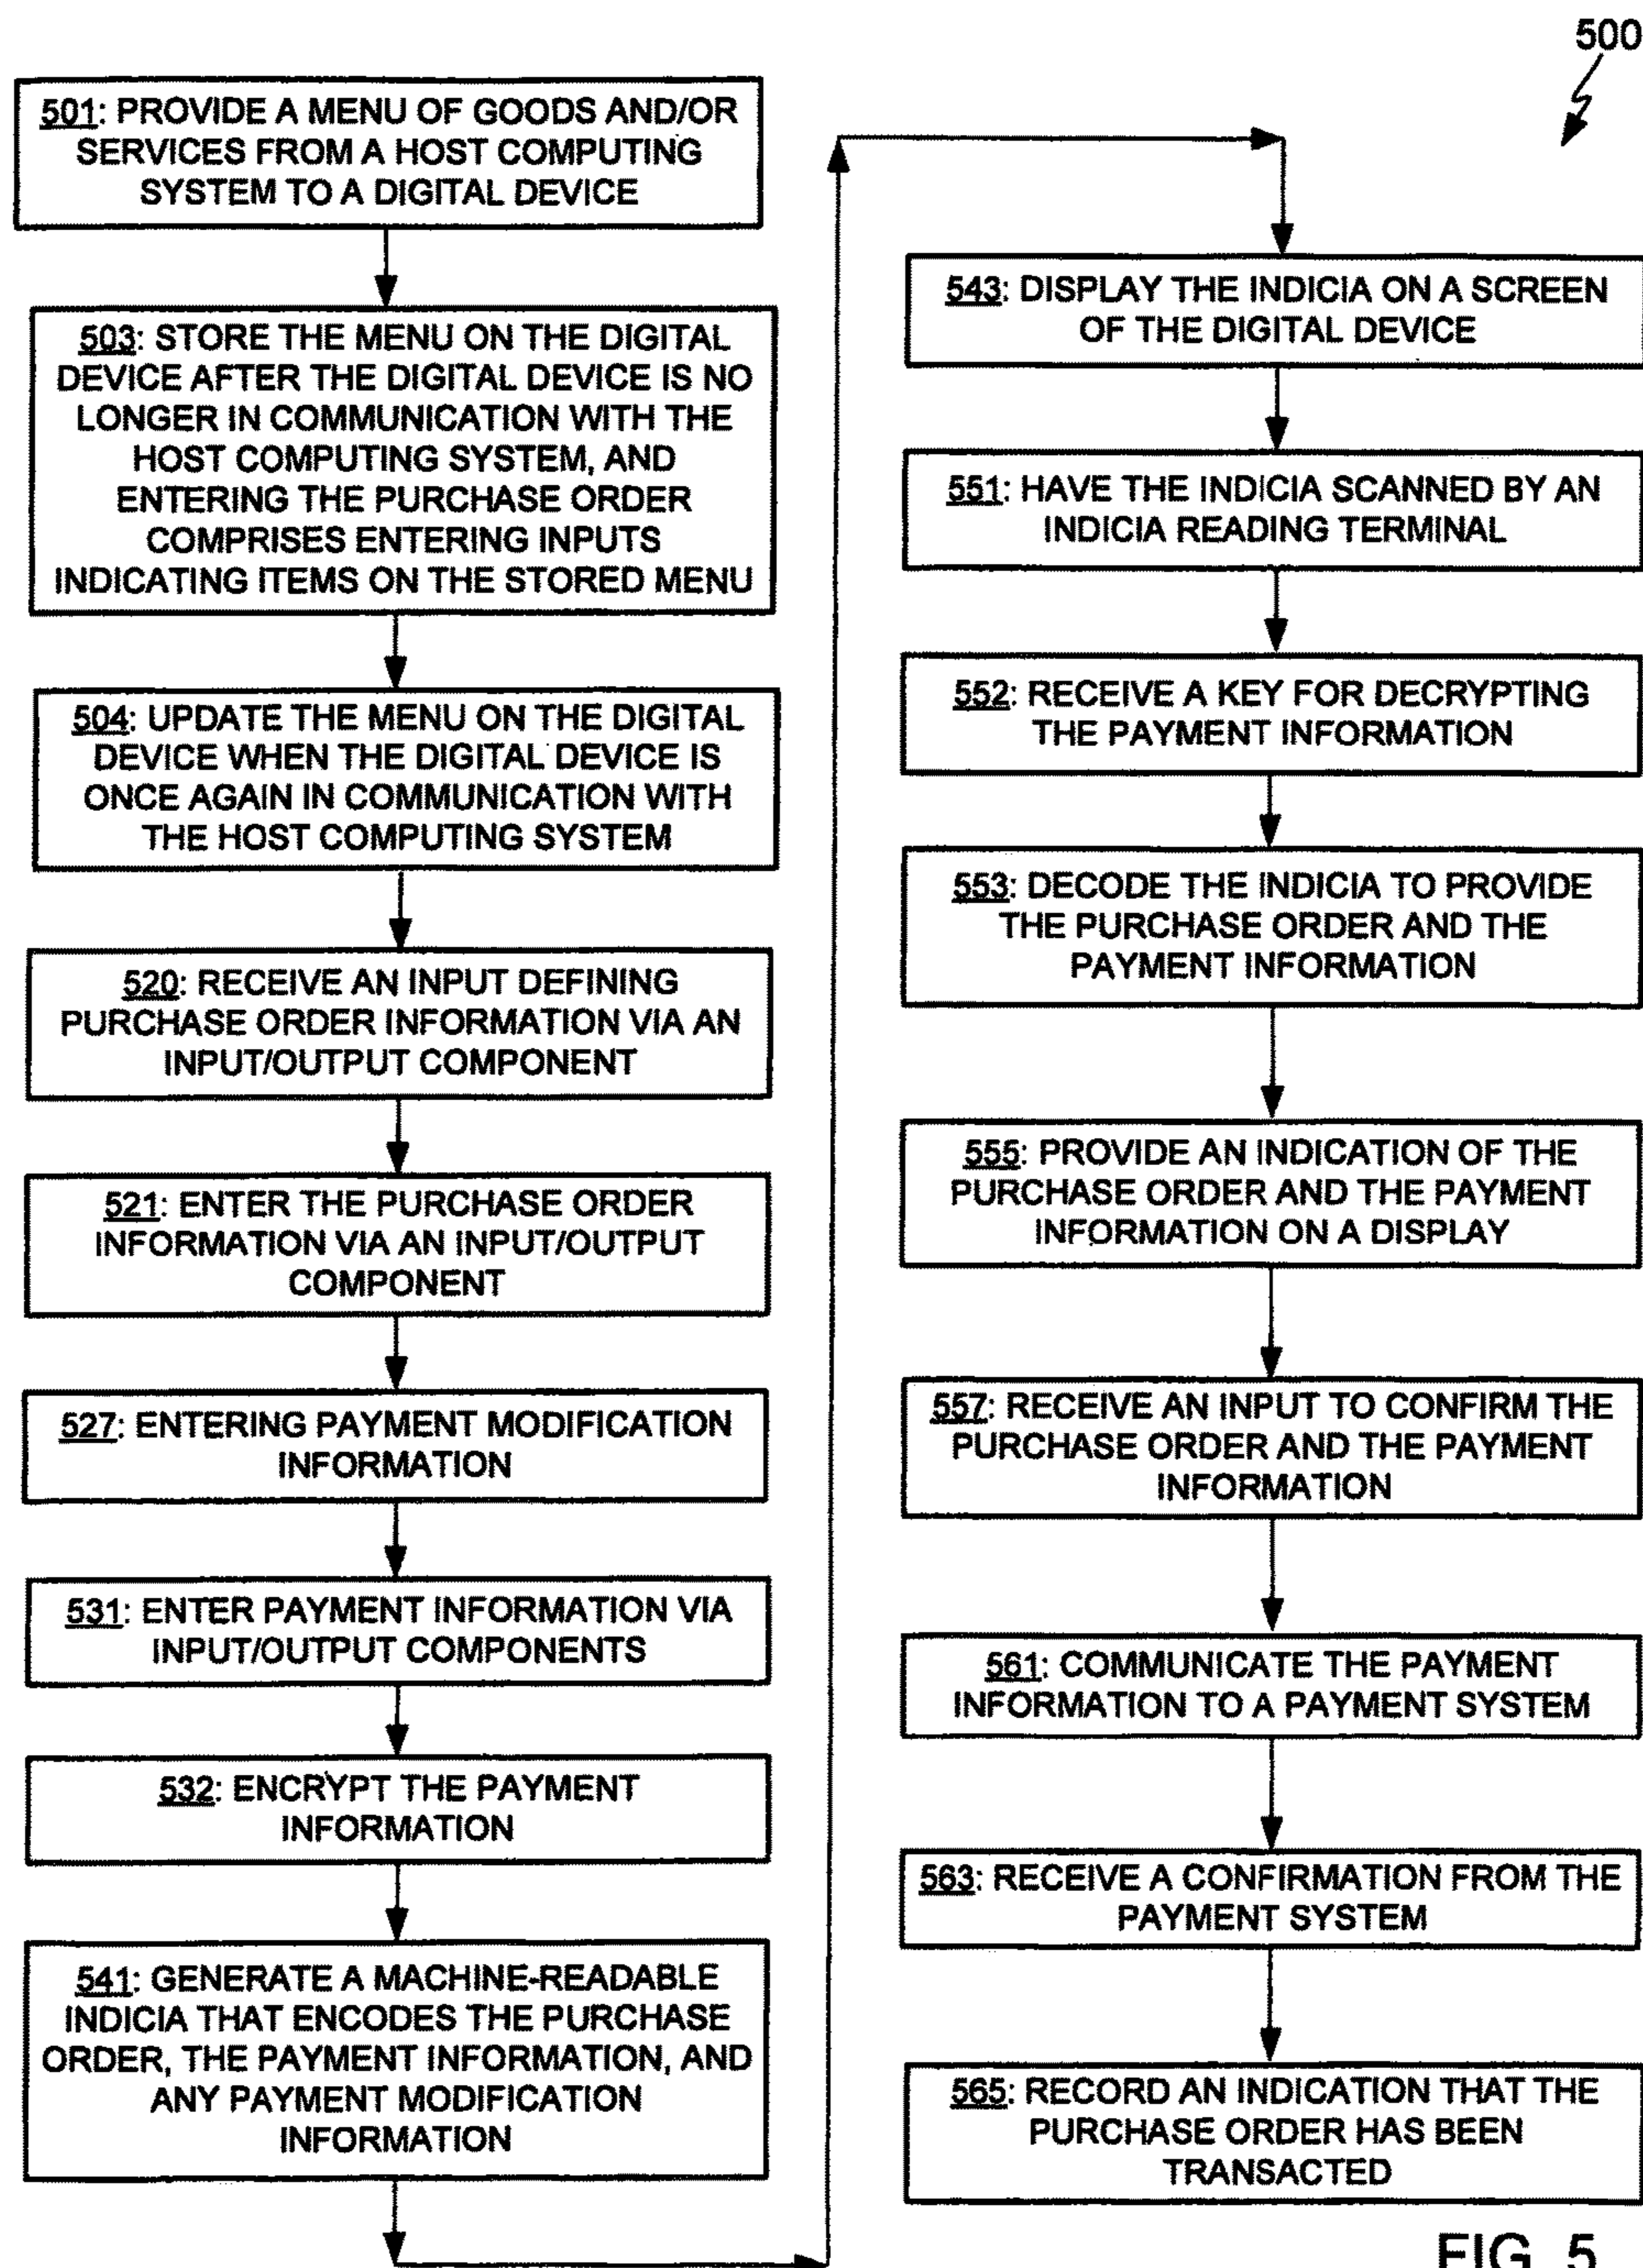 500
501: PROVIDE A MENU OF GOODS AND/OR
SERVICES FROM A HOST COMPUTING
SYSTEM TO A DIGITAL DEVICE
503: STORE THE MENU ON THE DIGITAL
DEVICE AFTER THE DIGITAL DEVICE IS NO
LONGER IN COMMUNICATION WITH THE
HOST COMPUTING SYSTEM, AND
ENTERING THE PURCHASE ORDER
COMPRISES ENTERING INPUTS
INDICATING ITEMS ON THE STORED MENU
504: UPDATE THE MENU ON THE DIGITAL
DEVICE WHEN THE DIGITAL DEVICE IS
ONCE AGAIN IN COMMUNICATION WITH
THE HOST COMPUTING SYSTEM
520: RECEIVE AN INPUT DEFINING
PURCHASE ORDER INFORMATION VIA AN
INPUT/OUTPUT COMPONENT
521: ENTER THE PURCHASE ORDER
INFORMATION VIA AN INPUT/OUTPUT
COMPONENT
527: ENTERING PAYMENT MODIFICATION
INFORMATION
531: ENTER PAYMENT INFORMATION VIA
INPUT/OUTPUT COMPONENTS
532: ENCRYPT THE PAYMENT
INFORMATION
541: GENERATE A MACHINE-READABLE
INDICIA THAT ENCODES THE PURCHASE
ORDER, THE PAYMENT INFORMATION, AND
ANY PAYMENT MODIFICATION
INFORMATION
543: DISPLAY THE INDICIA ON A SCREEN
OF THE DIGITAL DEVICE
551: HAVE THE INDICIA SCANNED BY AN
INDICIA READING TERMINAL
552: RECEIVE A KEY FOR DECRYPTING
THE PAYMENT INFORMATION
553: DECODE THE INDICIA TO PROVIDE
THE PURCHASE ORDER AND THE
PAYMENT INFORMATION
555: PROVIDE AN INDICATION OF THE
PURCHASE ORDER AND THE PAYMENT
INFORMATION ON A DISPLAY
557: RECEIVE AN INPUT TO CONFIRM THE
PURCHASE ORDER AND THE PAYMENT
INFORMATION
561: COMMUNICATE THE PAYMENT
INFORMATION TO A PAYMENT SYSTEM
563: RECEIVE A CONFIRMATION FROM THE
PAYMENT SYSTEM
565: RECORD AN INDICATION THAT THE
PURCHASE ORDER HAS BEEN
TRANSACTED
FIG. 5